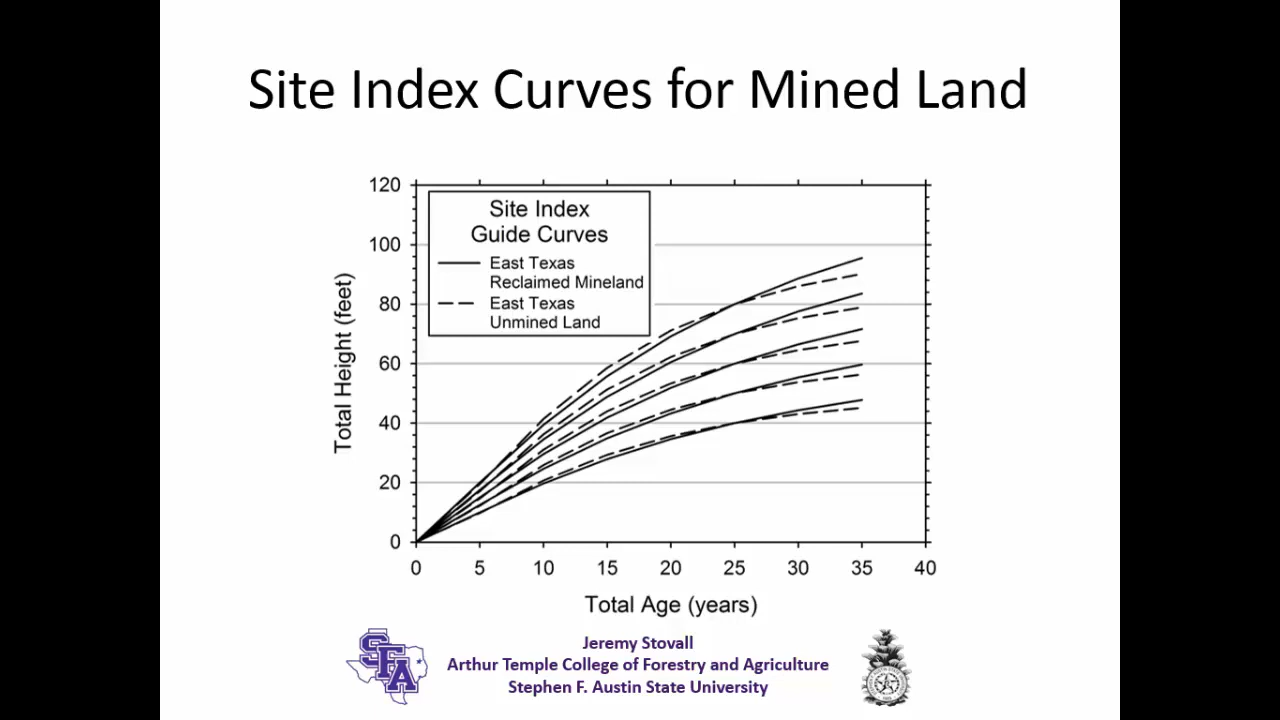 Site Index Curves for Mined Land
120
100
80
60
40
20
0
Total Height (feet)
Site Index
Guide Curves
East Texas
Reclaimed Mineland
East Texas
Unmined Land
0 5 10 15 20 25 30 35 40
Total Age (years)
SFA
Jeremy Stovall
Arthur Temple College of Forestry and Agriculture
Stephen F. Austin State University